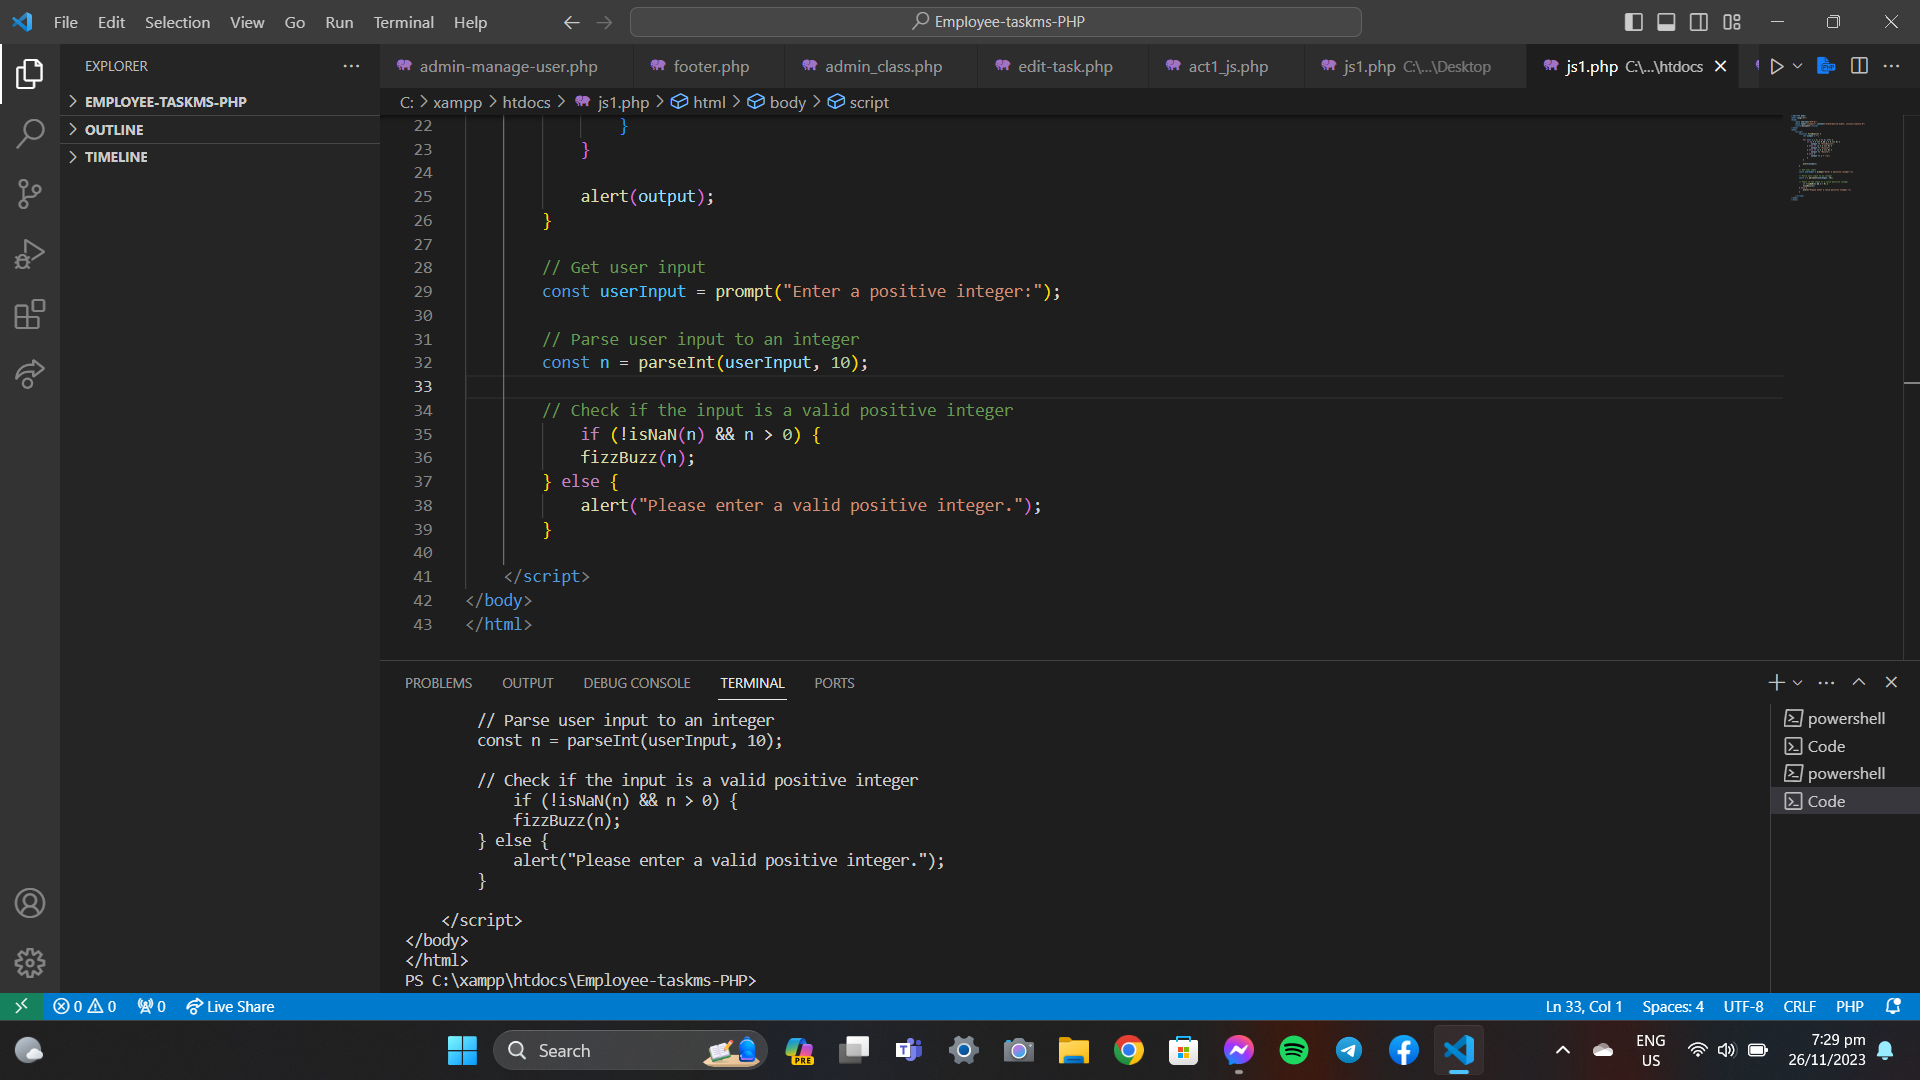 File Edit Selection View Go Run Terminal Help
Employee-taskms-PHP
EXPLORER
EMPLOYEE-TASKMS-PHP
OUTLINE
TIMELINE
admin-manage-user.php footer.php admin_class.php edit-task.php act1_js.php js1.php C:\...\Desktop js1.php C:\...\htdocs
C: > xampp > htdocs > js1.php > html > body > script
22 }
23 }
24
25 alert(output);
26 }
27
28 // Get user input
29 const userInput = prompt("Enter a positive integer:");
30
31 // Parse user input to an integer
32 const n = parseInt(userInput, 10);
33
34 // Check if the input is a valid positive integer
35 if (!isNaN(n) && n > 0) {
36 fizzBuzz(n);
37 } else {
38 alert("Please enter a valid positive integer.");
39 }
40
41 </script>
42 </body>
43 </html>
PROBLEMS OUTPUT DEBUG CONSOLE TERMINAL PORTS
// Parse user input to an integer
const n = parseInt(userInput, 10);
// Check if the input is a valid positive integer
if (!isNaN(n) && n > 0) {
fizzBuzz(n);
} else {
alert("Please enter a valid positive integer.");
}
</script>
</body>
</html>
PS C:\xampp\htdocs\Employee-taskms-PHP>
powershell
Code
powershell
Code
0 0 0 Live Share
Ln 33, Col 1 Spaces: 4 UTF-8 CRLF PHP
Search
PRE
ENG
US
7:29 pm
26/11/2023